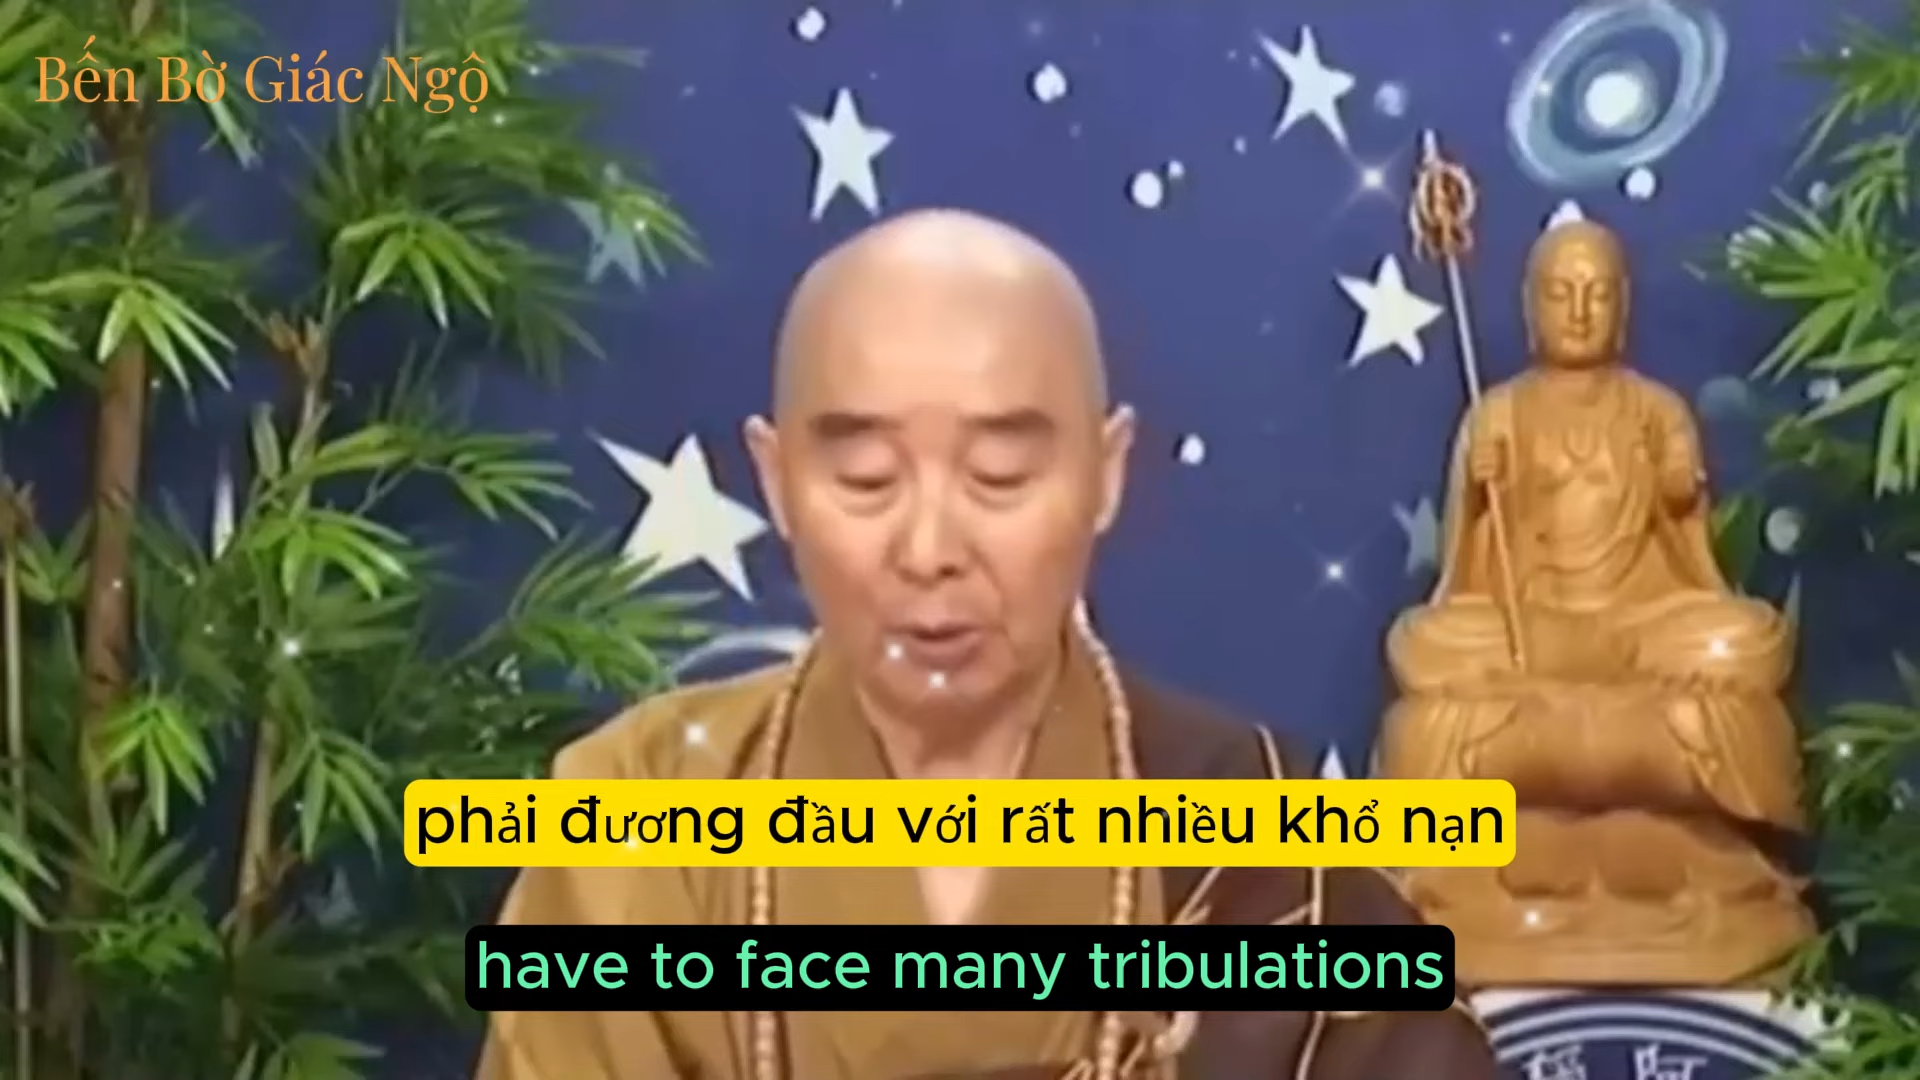 Bến Bờ Giác Ngộ
phải đương đầu với rất nhiều khổ nạn
have to face many tribulations